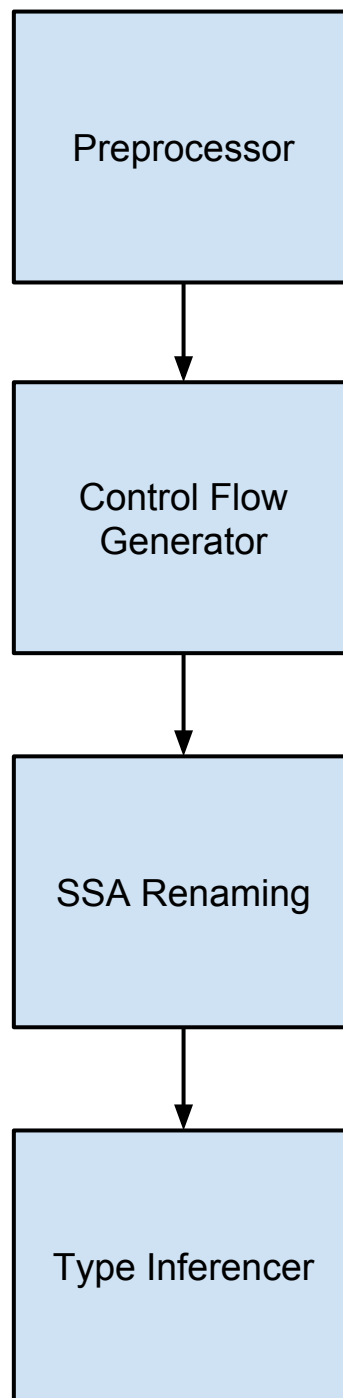 Preprocessor
Control Flow
Generator
SSA Renaming
Type Inferencer